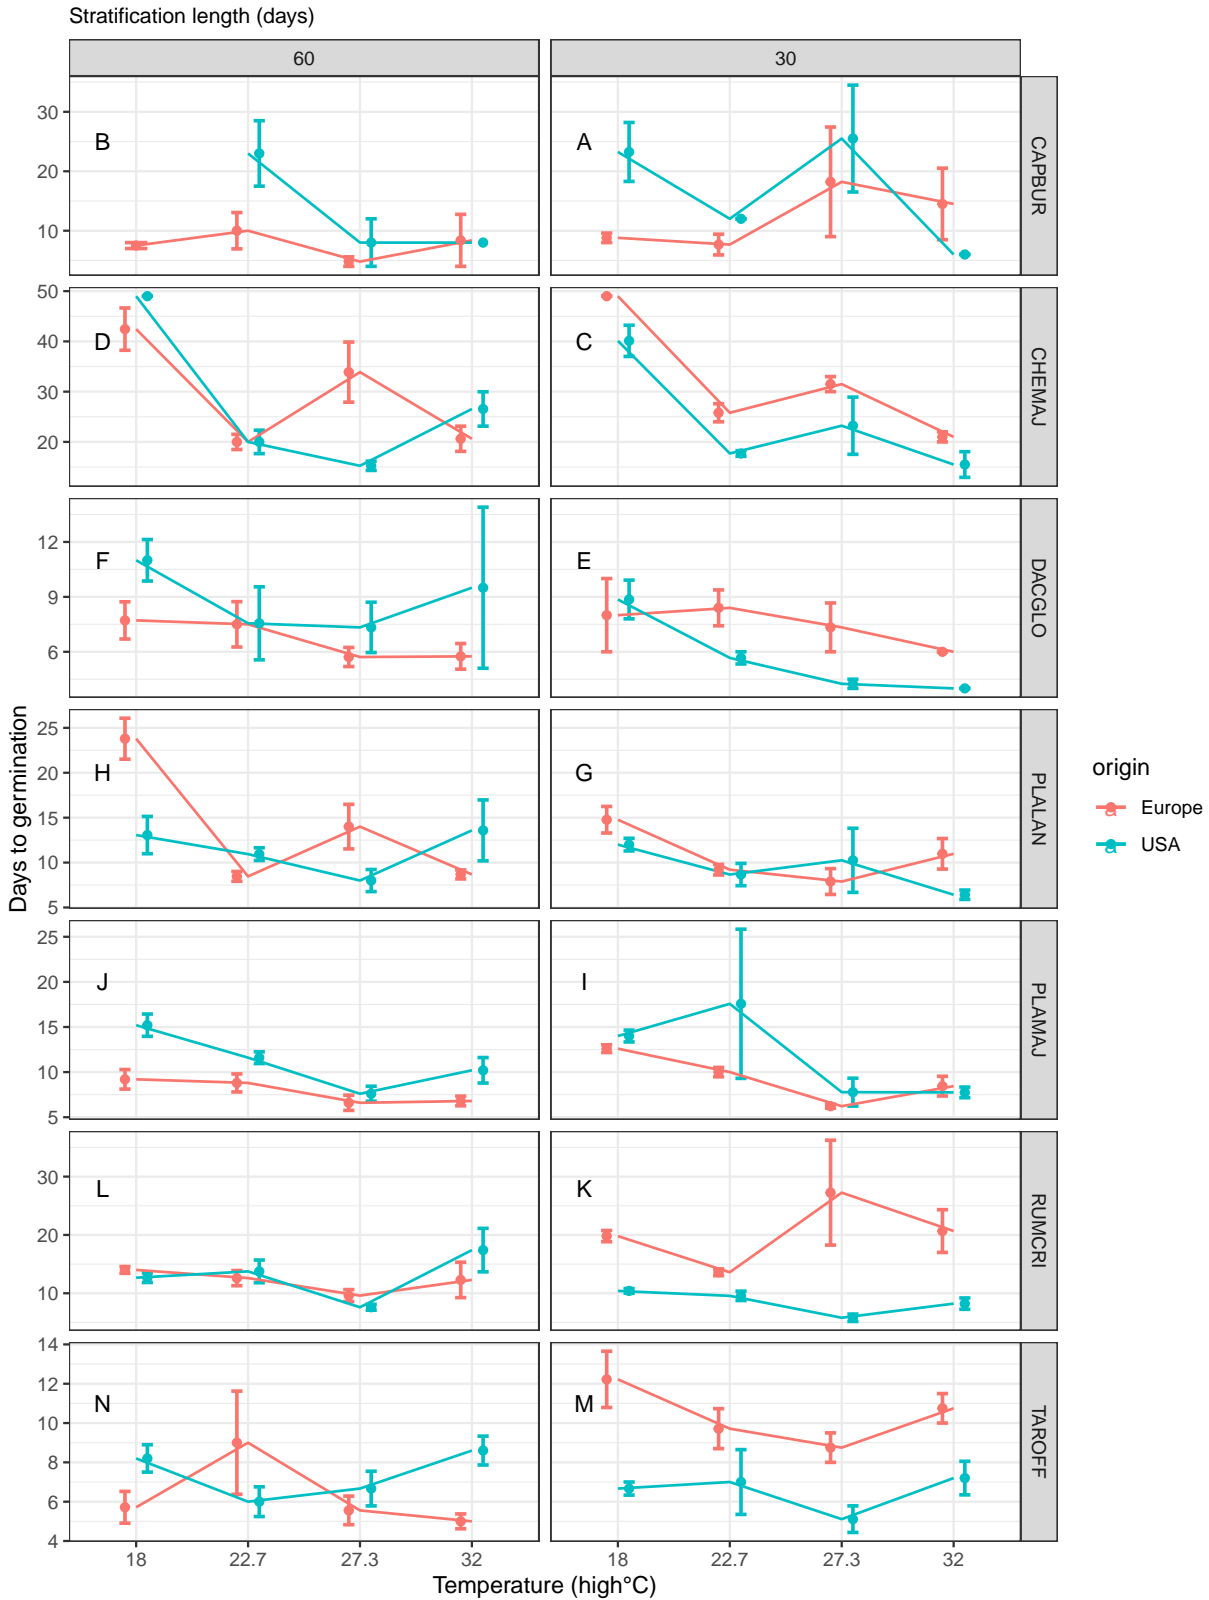 Stratification length (days)
60
30
30
20
10
B
A
CAPBUR
50
40
30
20
D
C
CHEMAJ
12
9
6
F
E
DACGLO
25
20
15
10
5
H
G
PLALAN
25
20
15
10
5
J
I
PLAMAJ
30
20
10
L
K
RUMCRI
14
12
10
8
6
4
N
M
TAROFF
18
22.7
27.3
32
18
22.7
27.3
32
Temperature (high°C)
Days to germination
origin
a Europe
a USA